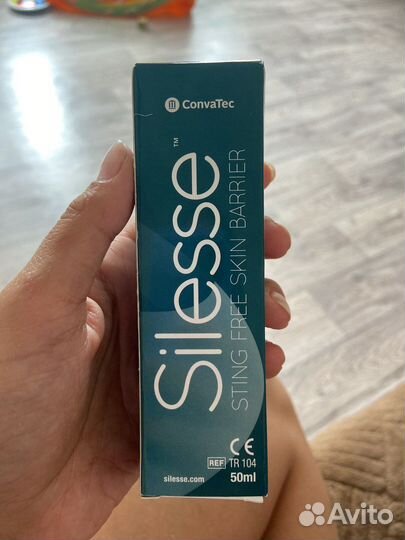 ConvaTec
Silesse™
STING FREE SKIN BARRIER
CE
REF TR 104
silesse.com
50ml
Avito